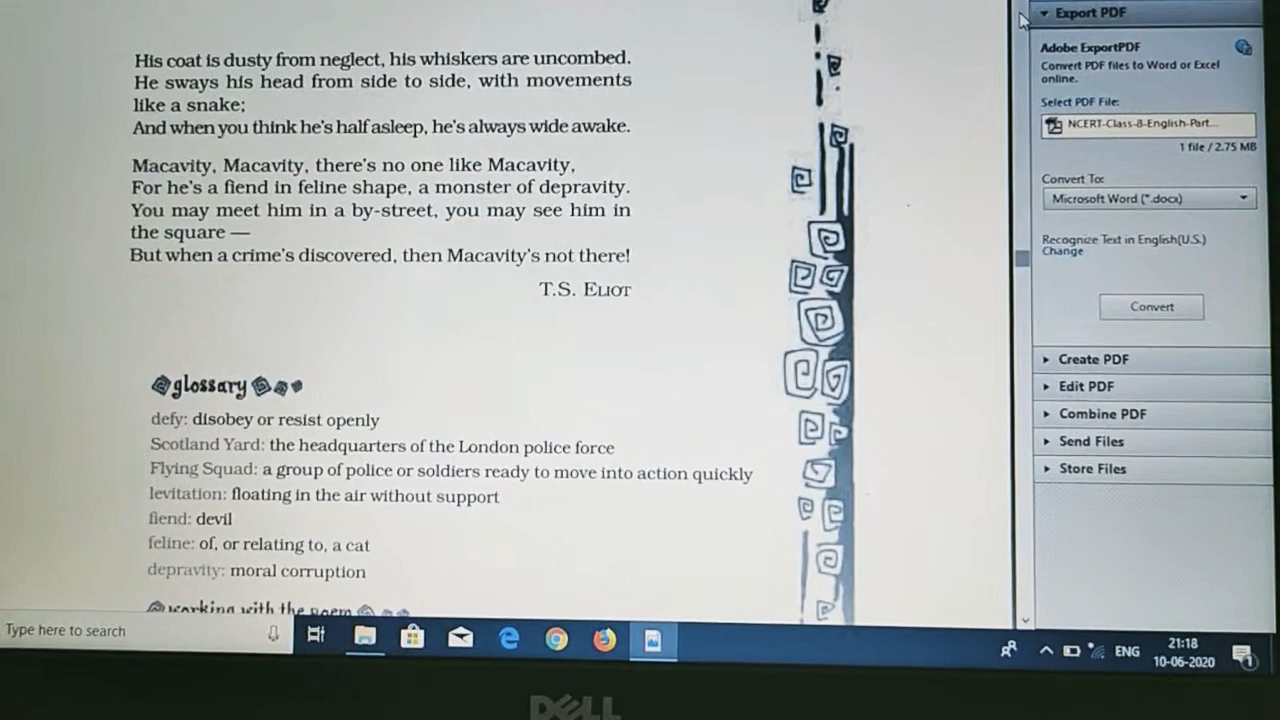 His coat is dusty from neglect, his whiskers are uncombed.
He sways his head from side to side, with movements
like a snake;
And when you think he's half asleep, he's always wide awake.
Macavity, Macavity, there's no one like Macavity,
For he's a fiend in feline shape, a monster of depravity.
You may meet him in a by-street, you may see him in
the square —
But when a crime's discovered, then Macavity's not there!
T.S. ELIOT
glossary
defy: disobey or resist openly
Scotland Yard: the headquarters of the London police force
Flying Squad: a group of police or soldiers ready to move into action quickly
levitation: floating in the air without support
fiend: devil
feline: of, or relating to, a cat
depravity: moral corruption
working with the poem
Export PDF
Adobe ExportPDF
Convert PDF files to Word or Excel
online.
Select PDF File:
NCERT-Class-8-English-Part...
1 file / 2.75 MB
Convert To:
Microsoft Word (*.docx)
Recognize Text in English(U.S.)
Change
Convert
Create PDF
Edit PDF
Combine PDF
Send Files
Store Files
Type here to search
ENG
21:18
10-06-2020
1
DELL